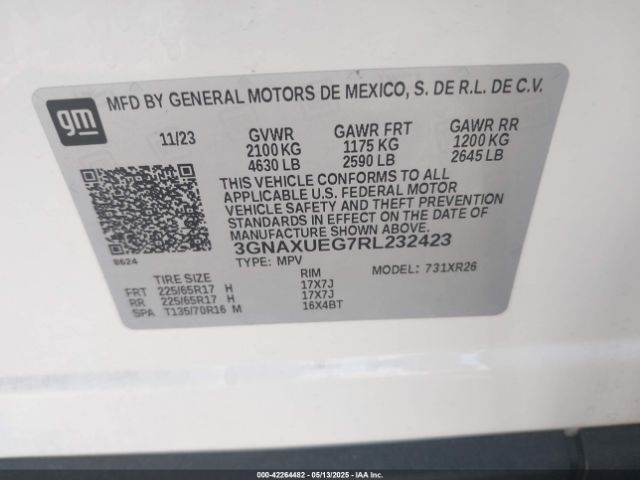 gm
MFD BY GENERAL MOTORS DE MEXICO, S. DE R.L. DE C.V.
11/23 GVWR GAWR FRT GAWR RR
2100 KG 1175 KG 1200 KG
4630 LB 2590 LB 2645 LB
THIS VEHICLE CONFORMS TO ALL
APPLICABLE U.S. FEDERAL MOTOR
VEHICLE SAFETY AND THEFT PREVENTION
STANDARDS IN EFFECT ON THE DATE OF
MANUFACTURE SHOWN ABOVE.
3GNAXUEG7RL232423
8624 TYPE: MPV MODEL: 731XR26
TIRE SIZE RIM
FRT 225/65R17 H 17X7J
RR 225/65R17 H 17X7J
SPA T135/70R16 M 16X4BT
000-42264482 - 05/13/2025 - Copyright © 2025 IAA, Inc.